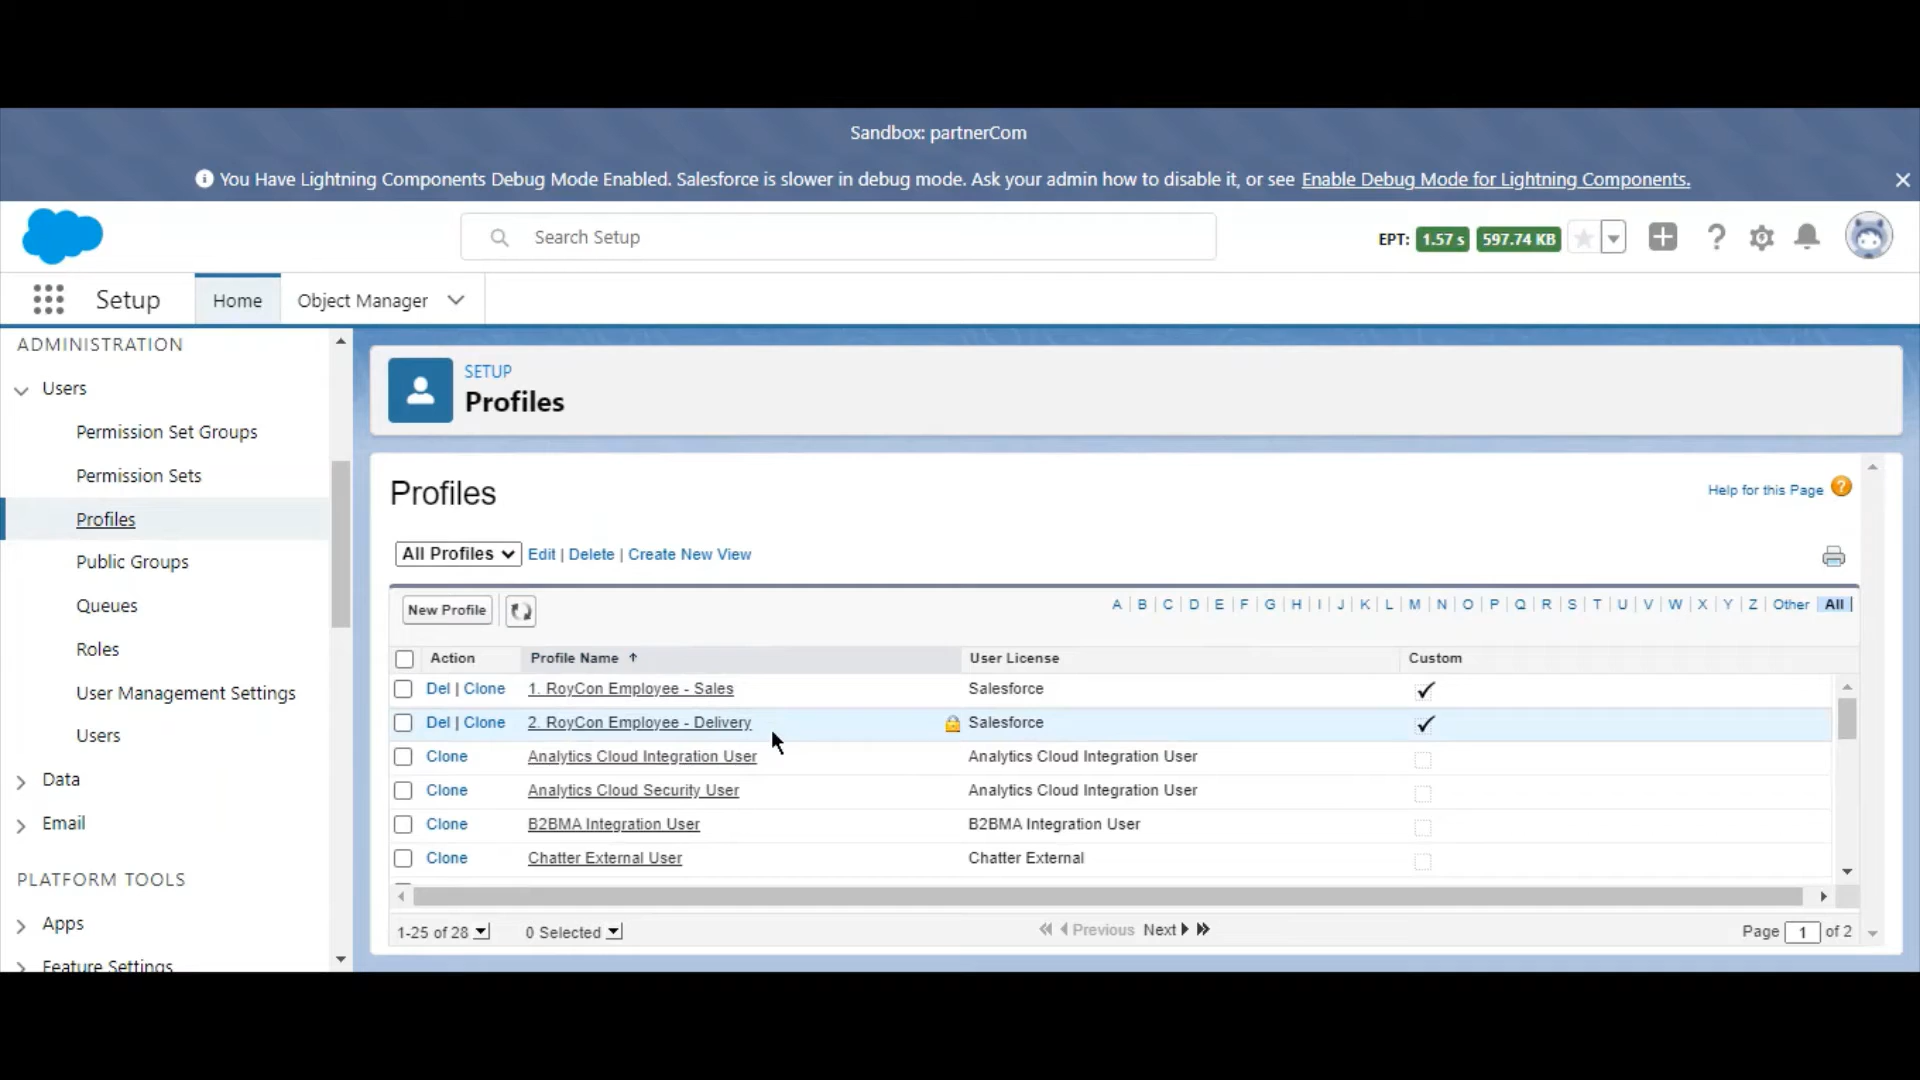 Sandbox: partnerCom
You Have Lightning Components Debug Mode Enabled. Salesforce is slower in debug mode. Ask your admin how to disable it, or see Enable Debug Mode for Lightning Components.
Search Setup
EPT: 1.57 s 597.74 KB
Setup Home Object Manager
ADMINISTRATION
Users
Permission Set Groups
Permission Sets
Profiles
Public Groups
Queues
Roles
User Management Settings
Users
Data
Email
PLATFORM TOOLS
Apps
Feature Settings
SETUP
Profiles
Profiles
Help for this Page ?
All Profiles Edit | Delete | Create New View
New Profile A | B | C | D | E | F | G | H | I | J | K | L | M | N | O | P | Q | R | S | T | U | V | W | X | Y | Z | Other | All |
Action Profile Name ↑ User License Custom
Del | Clone 1. RoyCon Employee - Sales Salesforce ✓
Del | Clone 2. RoyCon Employee - Delivery Salesforce ✓
Clone Analytics Cloud Integration User Analytics Cloud Integration User
Clone Analytics Cloud Security User Analytics Cloud Integration User
Clone B2BMA Integration User B2BMA Integration User
Clone Chatter External User Chatter External
1-25 of 28 0 Selected Previous Next Page 1 of 2